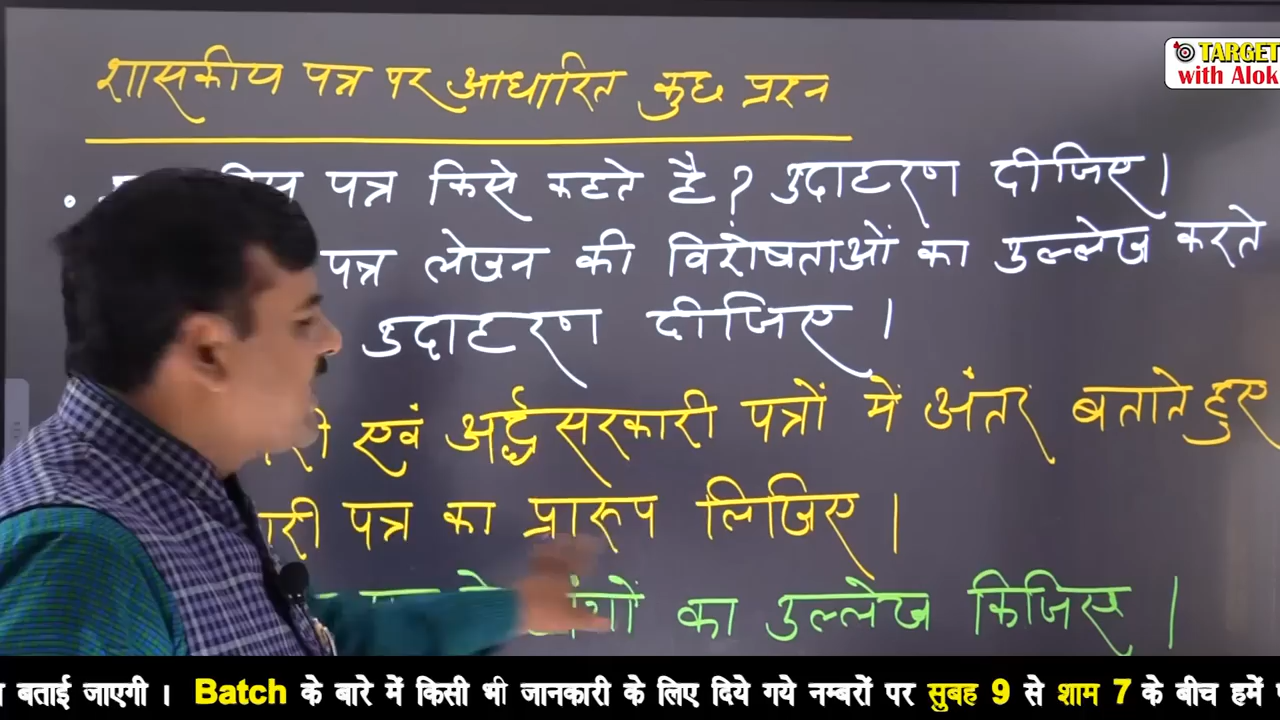 TARGET
with Alok
शासकीय पत्र पर आधारित कुछ प्रश्न
पत्र किसे कहते है? उदाहरण दीजिए।
पत्र लेखन की विशेषताओं का उल्लेख करते
उदाहरण दीजिए।
एवं अर्द्धसरकारी पत्रों में अंतर बताते हुए
पत्र का प्रारूप लिखिए।
का उल्लेख किजिए।
बताई जाएगी। Batch के बारे में किसी भी जानकारी के लिए दिये गये नम्बरों पर सुबह 9 से शाम 7 के बीच हमें